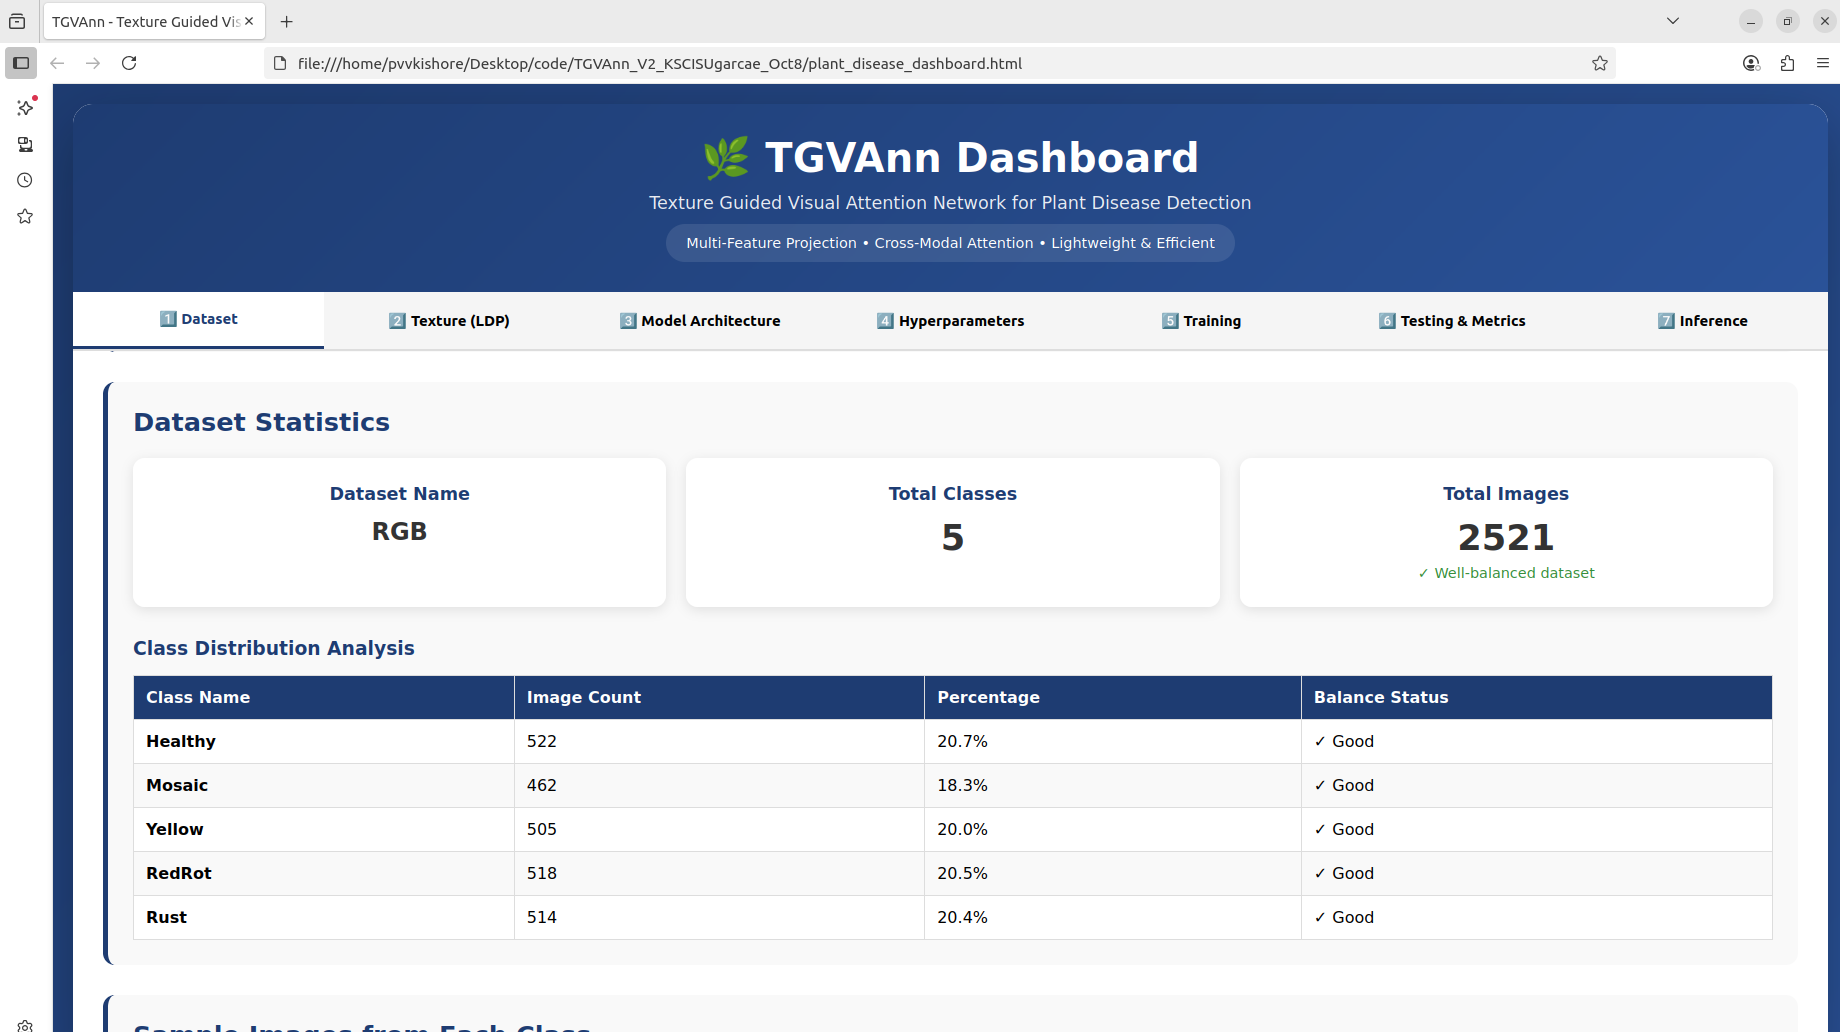 TGVAnn - Texture Guided Vis
file:///home/pvvkishore/Desktop/code/TGVAnn_V2_KSCISUgarcae_Oct8/plant_disease_dashboard.html
🌿 TGVAnn Dashboard
Texture Guided Visual Attention Network for Plant Disease Detection
Multi-Feature Projection • Cross-Modal Attention • Lightweight & Efficient
1️⃣ Dataset 2️⃣ Texture (LDP) 3️⃣ Model Architecture 4️⃣ Hyperparameters 5️⃣ Training 6️⃣ Testing & Metrics 7️⃣ Inference
Dataset Statistics
Dataset Name Total Classes Total Images
RGB 5 2521
✓ Well-balanced dataset
Class Distribution Analysis
Class Name Image Count Percentage Balance Status
Healthy 522 20.7% ✓ Good
Mosaic 462 18.3% ✓ Good
Yellow 505 20.0% ✓ Good
RedRot 518 20.5% ✓ Good
Rust 514 20.4% ✓ Good
Sample Images from Each Class